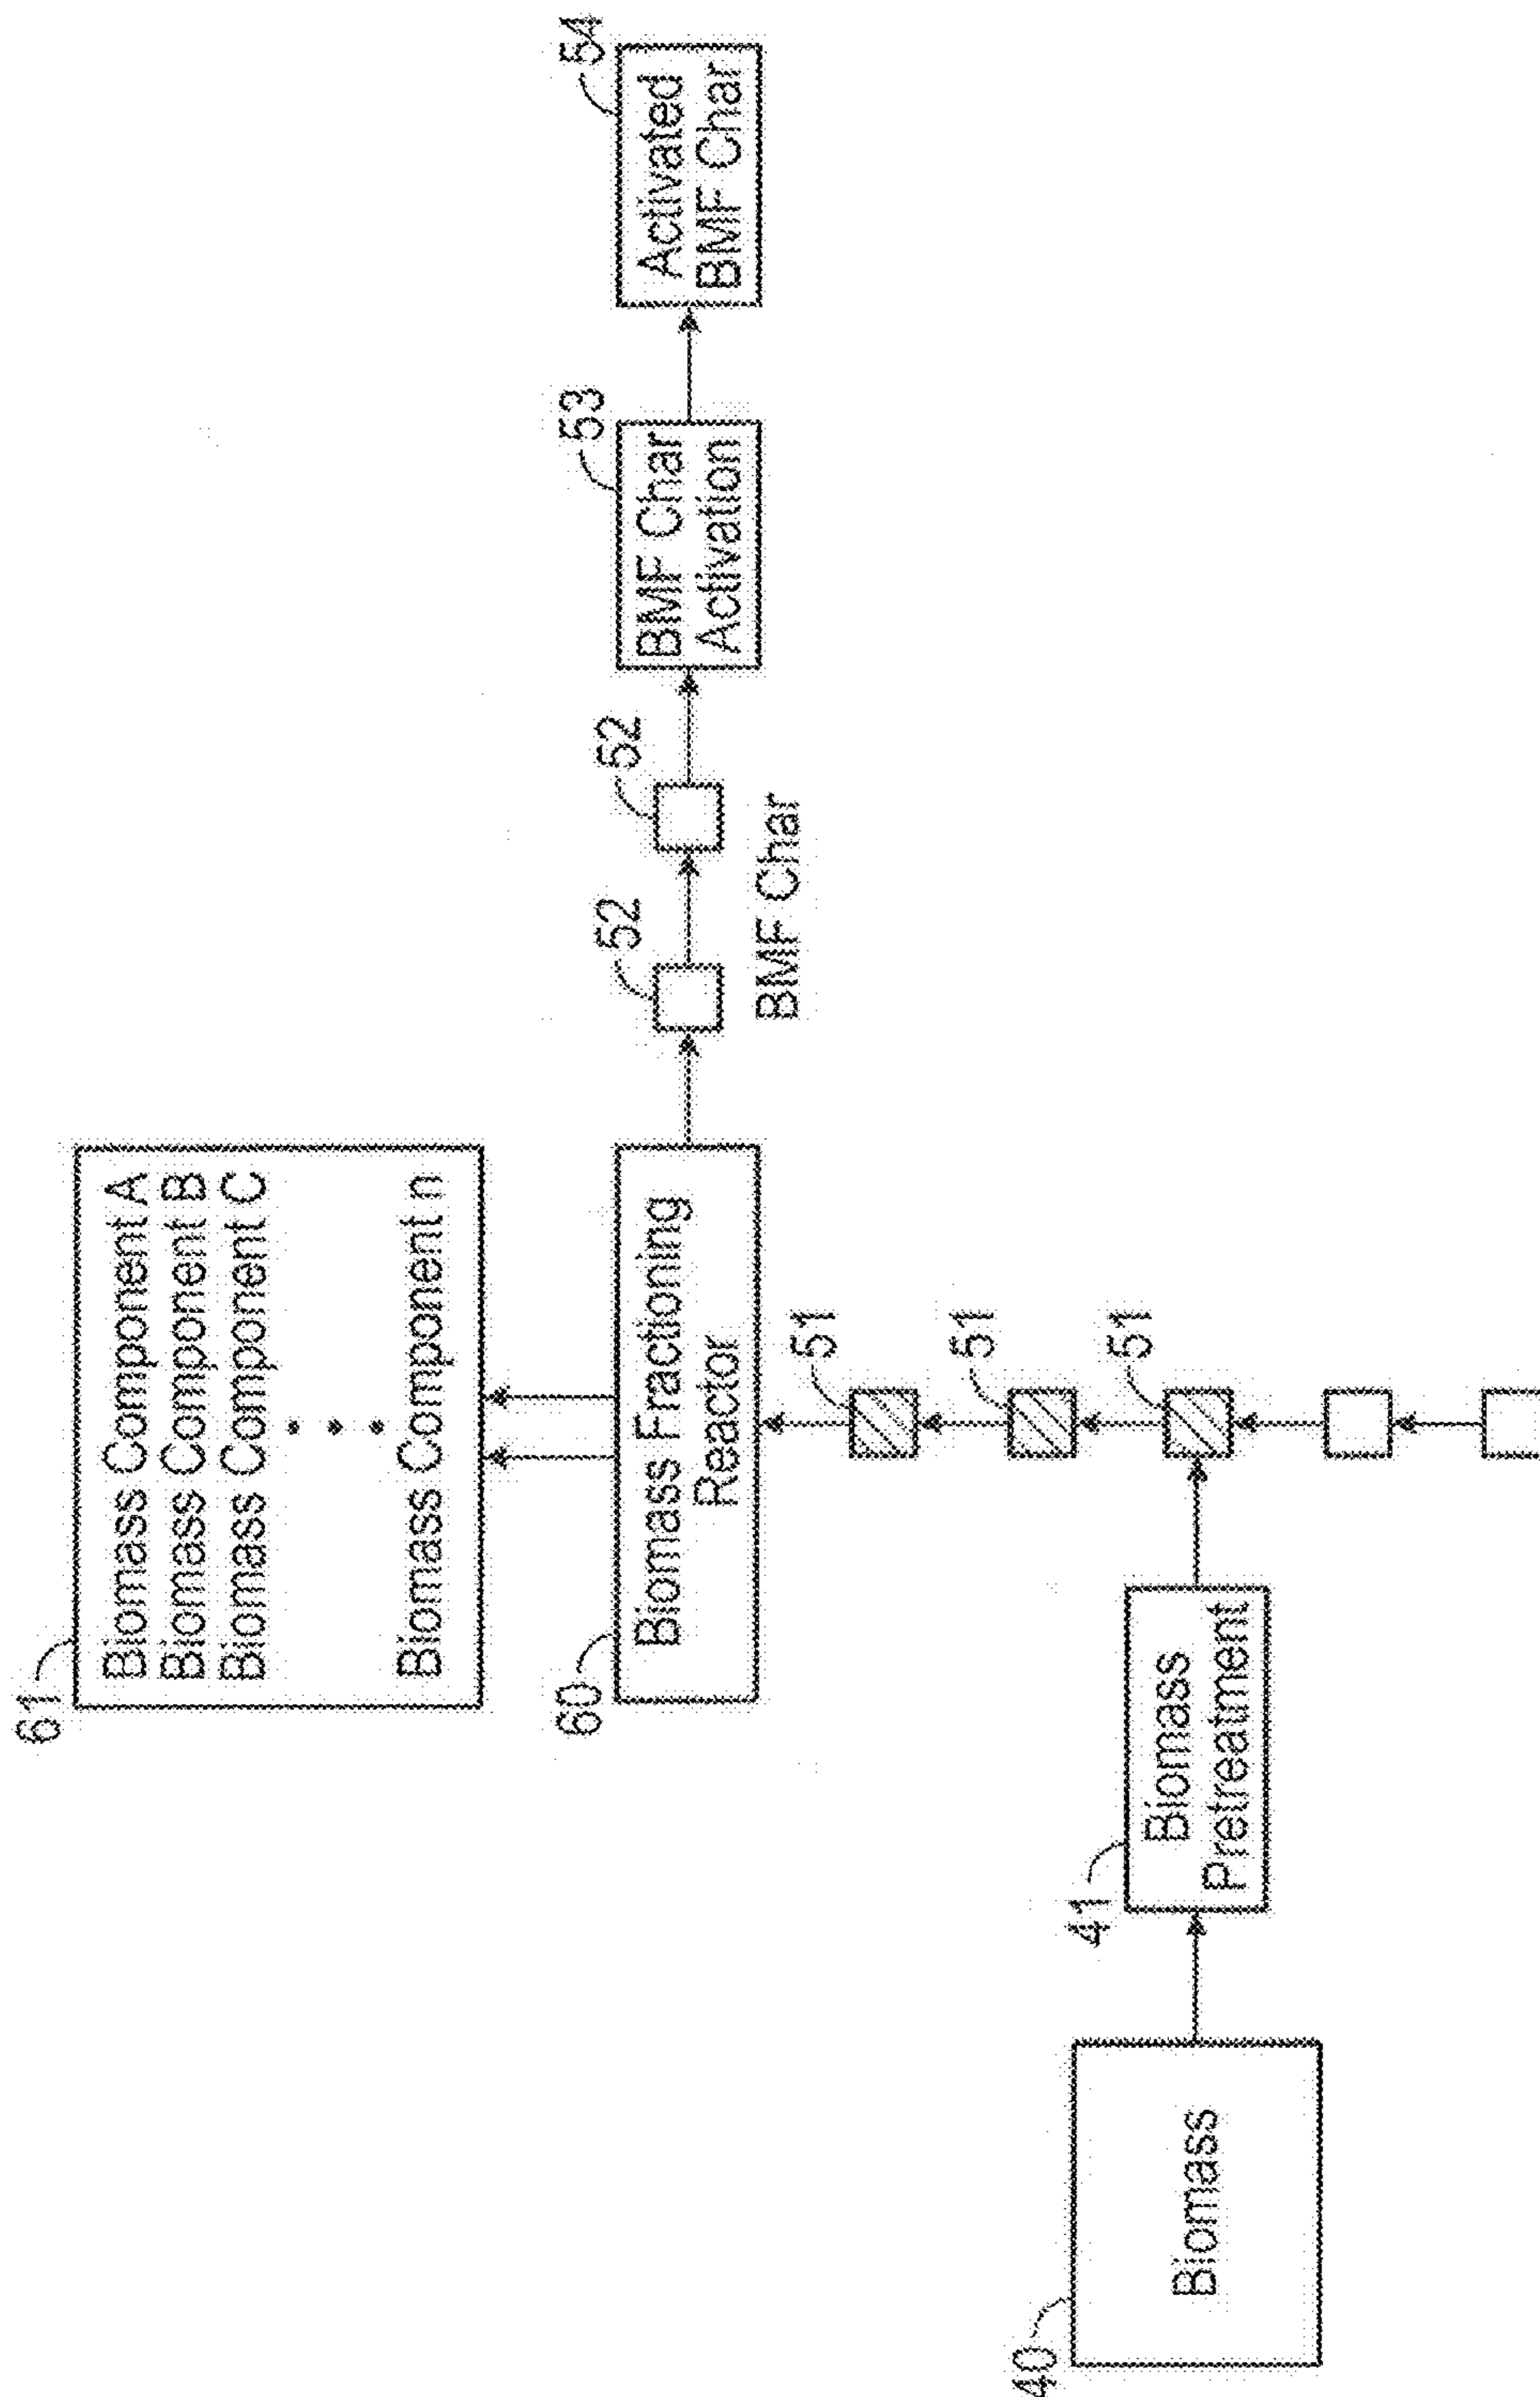 61
Biomass Component A
Biomass Component B
Biomass Component C
Biomass Component n
60
Biomass Fractioning
Reactor
52
52
BMF Char
53
BMF Char
Activation
54
Activated
BMF Char
51
51
51
41
Biomass
Pretreatment
40
Biomass